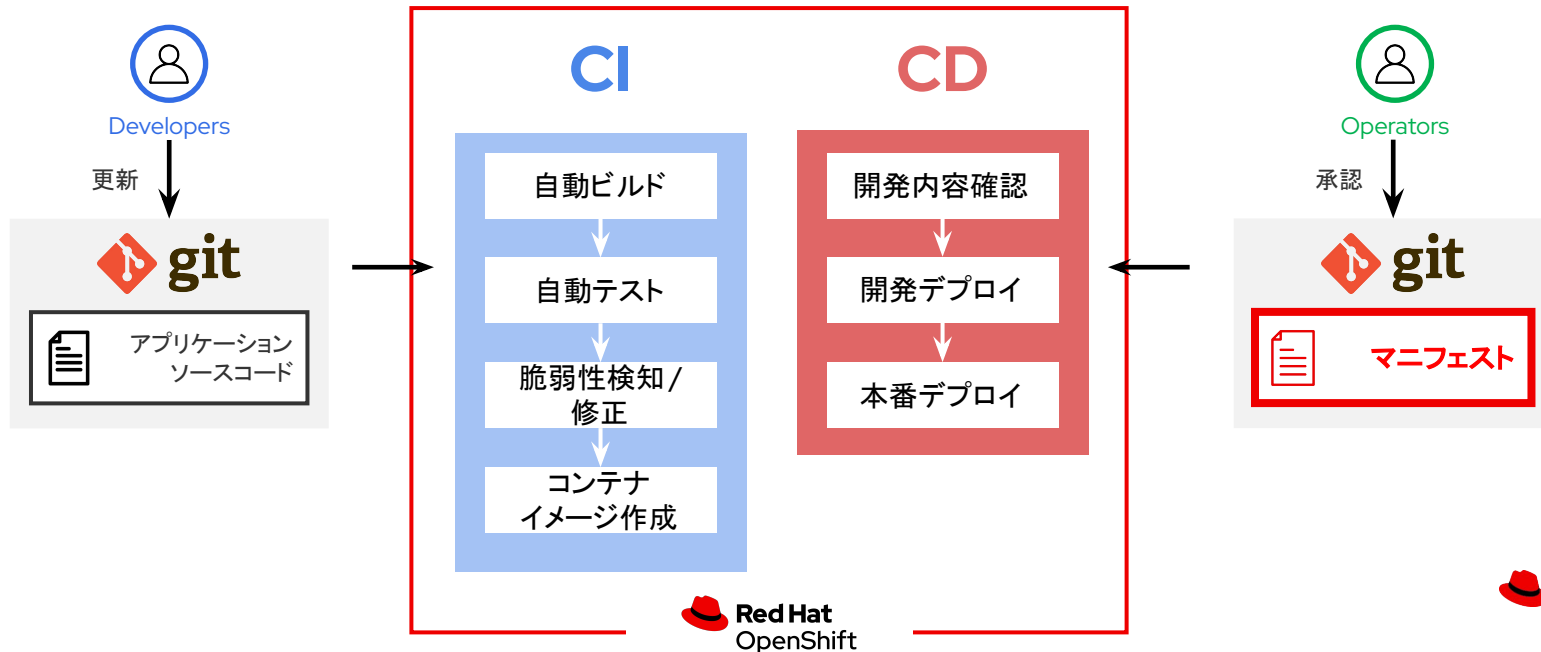 Developers
更新
git
アプリケーション
ソースコード
CI
自動ビルド
自動テスト
脆弱性検知/
修正
コンテナ
イメージ作成
CD
開発内容確認
開発デプロイ
本番デプロイ
Red Hat
OpenShift
Operators
承認
git
マニフェスト